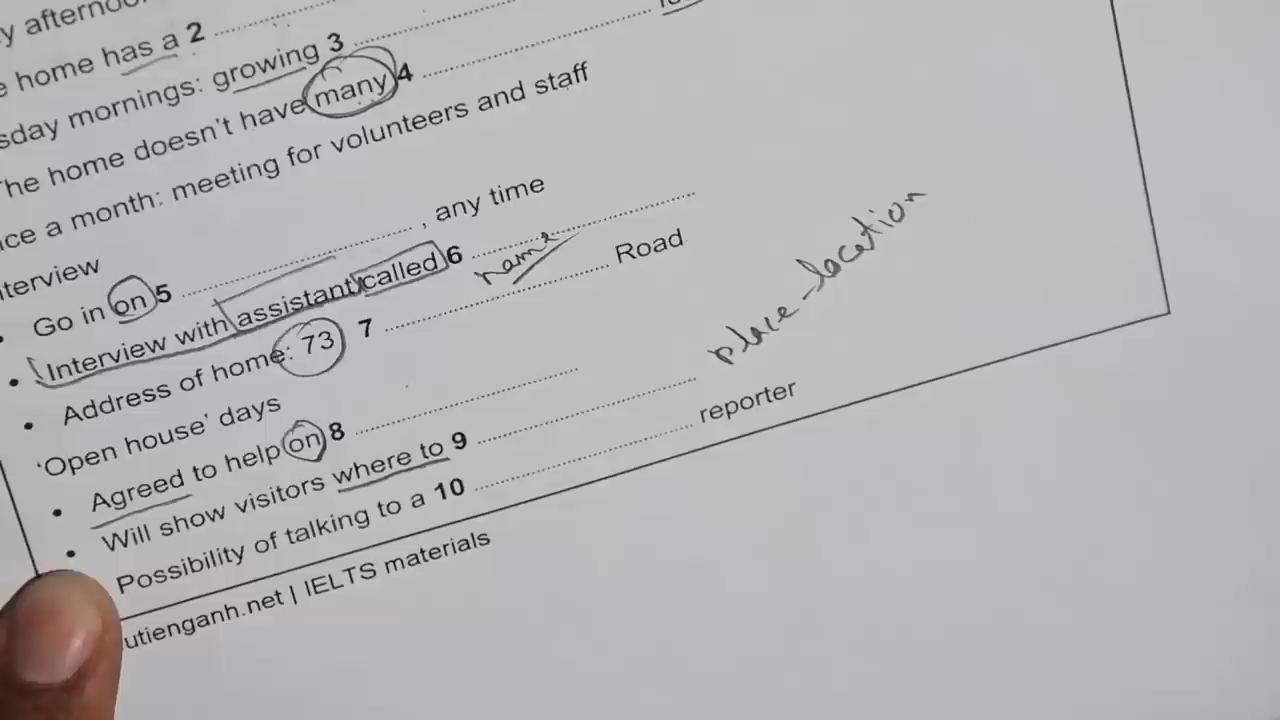 y afternoo
home has a 2
sday mornings: growing 3
The home doesn't have many 4
ce a month: meeting for volunteers and staff
terview
• Go in on 5 , any time
• Interview with assistant called 6
name
• Address of home: 73 7 Road
'Open house' days
place - location
• Agreed to help on 8
• Will show visitors where to 9
Possibility of talking to a 10 reporter
utienganh.net | IELTS materials